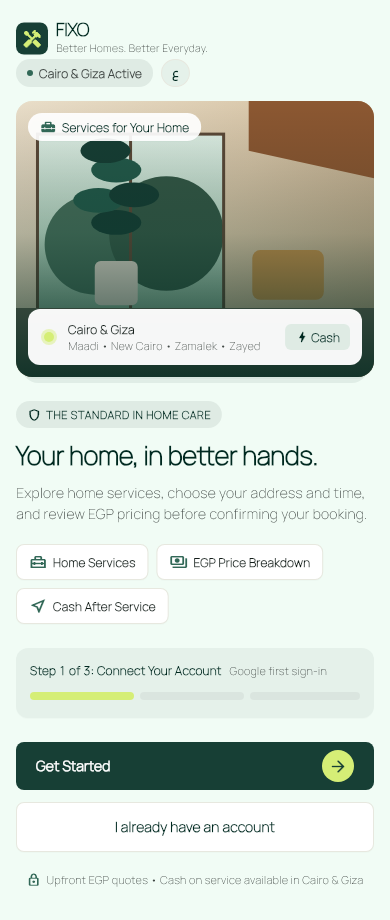 FIXO
Better Homes. Better Everyday.
Cairo & Giza Active
ع
Services for Your Home
Cairo & Giza
Maadi • New Cairo • Zamalek • Zayed
Cash
THE STANDARD IN HOME CARE
Your home, in better hands.
Explore home services, choose your address and time,
and review EGP pricing before confirming your booking.
Home Services
EGP Price Breakdown
Cash After Service
Step 1 of 3: Connect Your Account
Google first sign-in
Get Started
I already have an account
Upfront EGP quotes • Cash on service available in Cairo & Giza